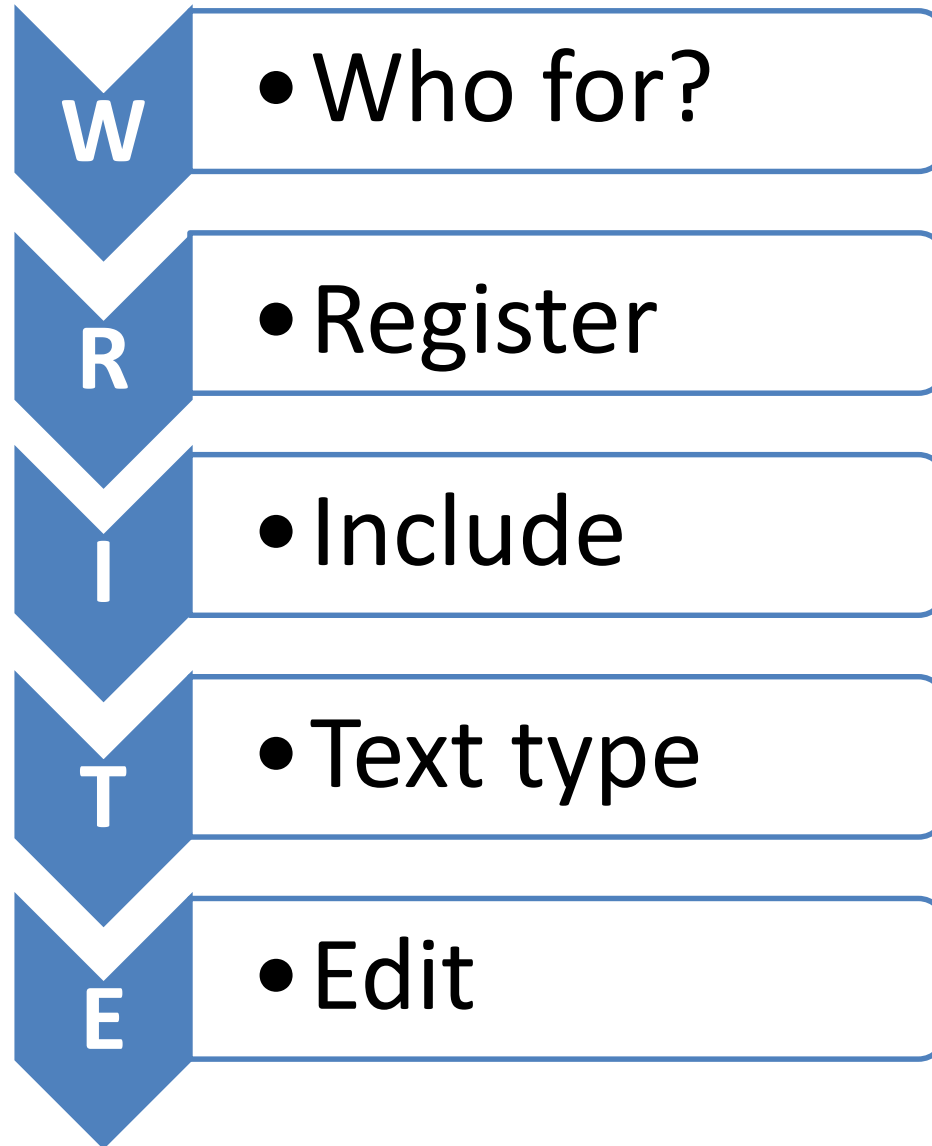 W
• Who for?
R
• Register
I
• Include
T
• Text type
E
• Edit